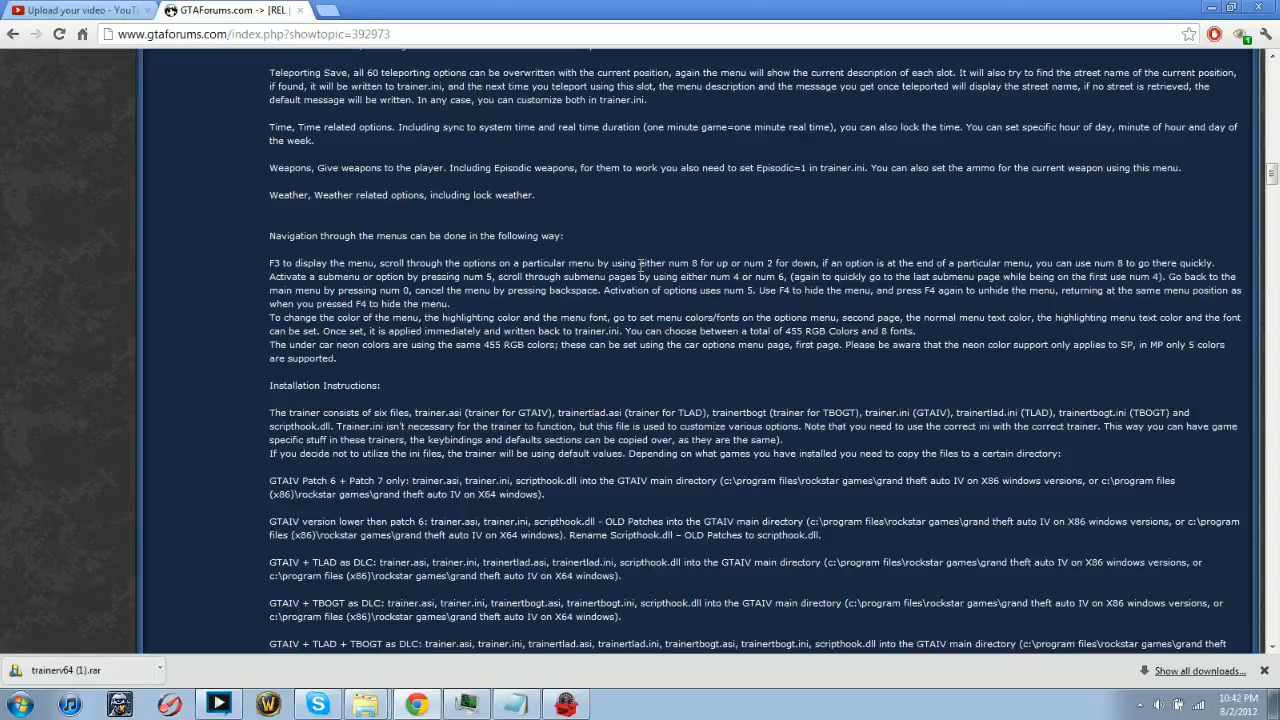 Upload your video - YouT
GTAForums.com -> [REL |
www.gtaforums.com/index.php?showtopic=392973
Teleporting Save, all 60 teleporting options can be overwritten with the current position, again the menu will show the current description of each slot. It will also try to find the street name of the current position,
if found, it will be written to trainer.ini, and the next time you teleport using this slot, the menu description and the message you get once teleported will display the street name, if no street is retrieved, the
default message will be written. In any case, you can customize both in trainer.ini.
Time, Time related options. Including sync to system time and real time duration (one minute game=one minute real time), you can also lock the time. You can set specific hour of day, minute of hour and day of
the week.
Weapons, Give weapons to the player. Including Episodic weapons, for them to work you also need to set Episodic=1 in trainer.ini. You can also set the ammo for the current weapon using this menu.
Weather, Weather related options, including lock weather.
Navigation through the menus can be done in the following way:
F3 to display the menu, scroll through the options on a particular menu by using either num 8 for up or num 2 for down, if an option is at the end of a particular menu, you can use num 8 to go there quickly.
Activate a submenu or option by pressing num 5, scroll through submenu pages by using either num 4 or num 6, (again to quickly go to the last submenu page while being on the first use num 4). Go back to the
main menu by pressing num 0, cancel the menu by pressing backspace. Activation of options uses num 5. Use F4 to hide the menu, and press F4 again to unhide the menu, returning at the same menu position as
when you pressed F4 to hide the menu.
To change the color of the menu, the highlighting color and the menu font, go to set menu colors/fonts on the options menu, second page, the normal menu text color, the highlighting menu text color and the font
can be set. Once set, it is applied immediately and written back to trainer.ini. You can choose between a total of 455 RGB Colors and 8 fonts.
The under car neon colors are using the same 455 RGB colors; these can be set using the car options menu page, first page. Please be aware that the neon color support only applies to SP, in MP only 5 colors
are supported.
Installation Instructions:
The trainer consists of six files, trainer.asi (trainer for GTAIV), trainertlad.asi (trainer for TLAD), trainertbogt (trainer for TBOGT), trainer.ini (GTAIV), trainertlad.ini (TLAD), trainertbogt.ini (TBOGT) and
scripthook.dll. Trainer.ini isn't necessary for the trainer to function, but this file is used to customize various options. Note that you need to use the correct ini with the correct trainer. This way you can have game
specific stuff in these trainers, the keybindings and defaults sections can be copied over, as they are the same).
If you decide not to utilize the ini files, the trainer will be using default values. Depending on what games you have installed you need to copy the files to a certain directory:
GTAIV Patch 6 + Patch 7 only: trainer.asi, trainer.ini, scripthook.dll into the GTAIV main directory (c:\program files\rockstar games\grand theft auto IV on X86 windows versions, or c:\program files
(x86)\rockstar games\grand theft auto IV on X64 windows).
GTAIV version lower then patch 6: trainer.asi, trainer.ini, scripthook.dll - OLD Patches into the GTAIV main directory (c:\program files\rockstar games\grand theft auto IV on X86 windows versions, or c:\program
files (x86)\rockstar games\grand theft auto IV on X64 windows). Rename Scripthook.dll – OLD Patches to scripthook.dll.
GTAIV + TLAD as DLC: trainer.asi, trainer.ini, trainertlad.asi, trainertlad.ini, scripthook.dll into the GTAIV main directory (c:\program files\rockstar games\grand theft auto IV on X86 windows versions, or
c:\program files (x86)\rockstar games\grand theft auto IV on X64 windows).
GTAIV + TBOGT as DLC: trainer.asi, trainer.ini, trainertbogt.asi, trainertbogt.ini, scripthook.dll into the GTAIV main directory (c:\program files\rockstar games\grand theft auto IV on X86 windows versions, or
c:\program files (x86)\rockstar games\grand theft auto IV on X64 windows).
GTAIV + TLAD + TBOGT as DLC: trainer.asi, trainer.ini, trainertlad.asi, trainertlad.ini, trainertbogt.asi, trainertbogt.ini, scripthook.dll into the GTAIV main directory (c:\program files\rockstar games\grand theft
trainerv64 (1).rar
Show all downloads...
10:42 PM
8/2/2012